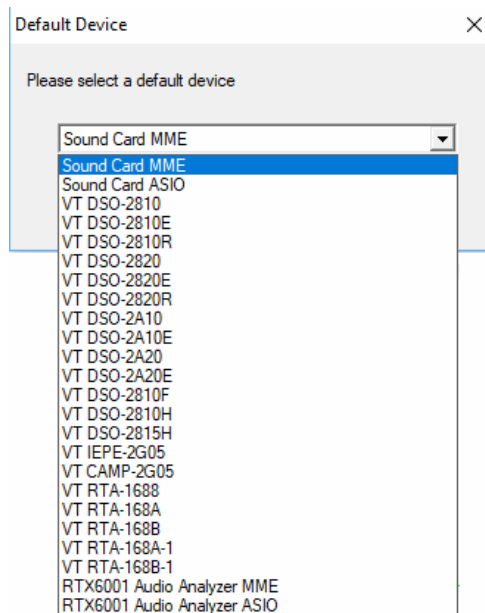 Default Device
Please select a default device
Sound Card MME
Sound Card MME
Sound Card ASIO
VT DSO-2810
VT DSO-2810E
VT DSO-2810R
VT DSO-2820
VT DSO-2820E
VT DSO-2820R
VT DSO-2A10
VT DSO-2A10E
VT DSO-2A20
VT DSO-2A20E
VT DSO-2810F
VT DSO-2810H
VT DSO-2815H
VT IEPE-2G05
VT CAMP-2G05
VT RTA-1688
VT RTA-168A
VT RTA-168B
VT RTA-168A-1
VT RTA-168B-1
RTX6001 Audio Analyzer MME
RTX6001 Audio Analyzer ASIO